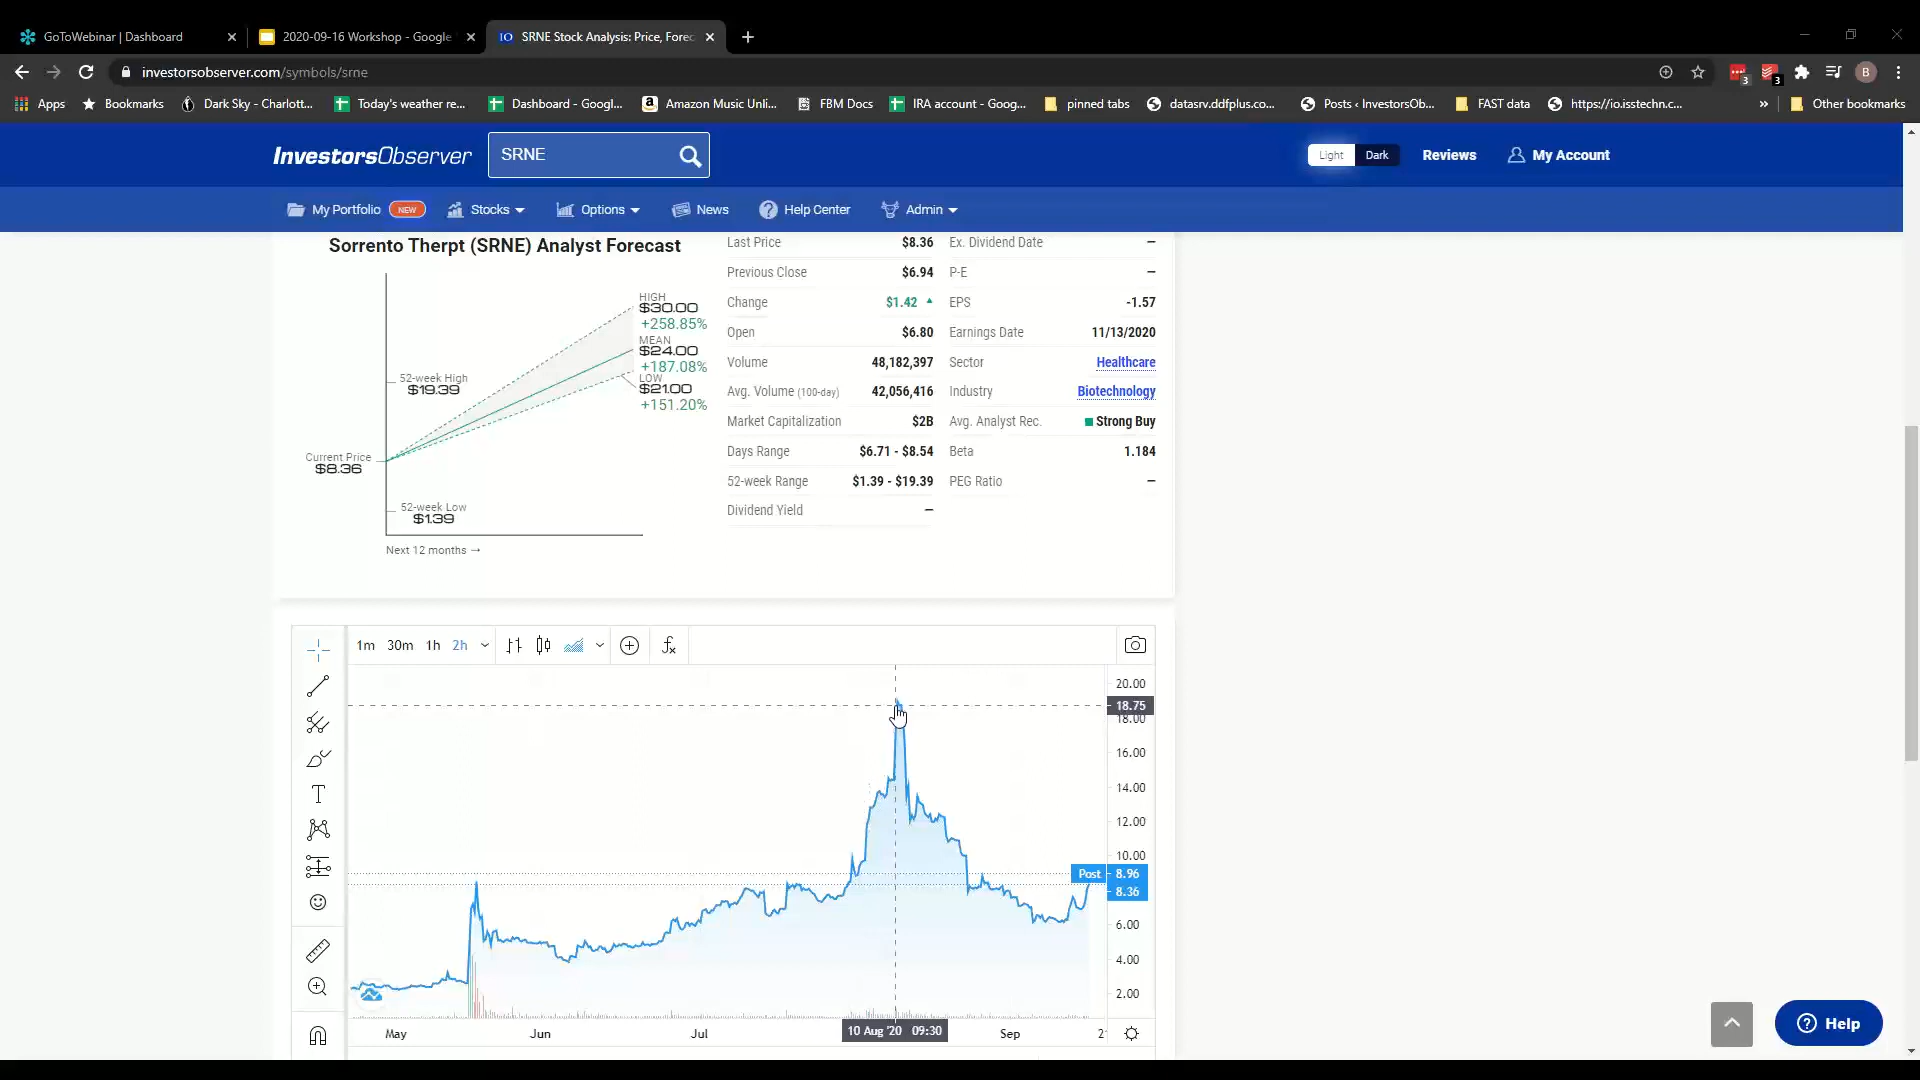 GoToWebinar | Dashboard
2020-09-16 Workshop - Google
IO SRNE Stock Analysis: Price, Forec
investorsobserver.com/symbols/srne
3
3
B
Apps
Bookmarks
Dark Sky - Charlott...
Today's weather re...
Dashboard - Googl...
Amazon Music Unli...
FBM Docs
IRA account - Goog...
pinned tabs
datasrv.ddfplus.co...
Posts ‹ InvestorsOb...
FAST data
https://io.isstechn.c...
»
Other bookmarks
InvestorsObserver
SRNE
Light
Dark
Reviews
My Account
My Portfolio
NEW
Stocks
Options
News
Help Center
Admin
Sorrento Therpt (SRNE) Analyst Forecast
HIGH
$30.00
+258.85%
MEAN
$24.00
+187.08%
LOW
$21.00
+151.20%
52-week High
$19.39
Current Price
$8.36
52-week Low
$1.39
Next 12 months →
Last Price $8.36
Previous Close $6.94
Change $1.42
Open $6.80
Volume 48,182,397
Avg. Volume (100-day) 42,056,416
Market Capitalization $2B
Days Range $6.71 - $8.54
52-week Range $1.39 - $19.39
Dividend Yield –
Ex. Dividend Date –
P-E –
EPS -1.57
Earnings Date 11/13/2020
Sector Healthcare
Industry Biotechnology
Avg. Analyst Rec. Strong Buy
Beta 1.184
PEG Ratio –
1m 30m 1h 2h
20.00
18.75
18.00
16.00
14.00
12.00
10.00
Post 8.96
8.36
6.00
4.00
2.00
May
Jun
Jul
10 Aug '20 09:30
Sep
2
T
Help